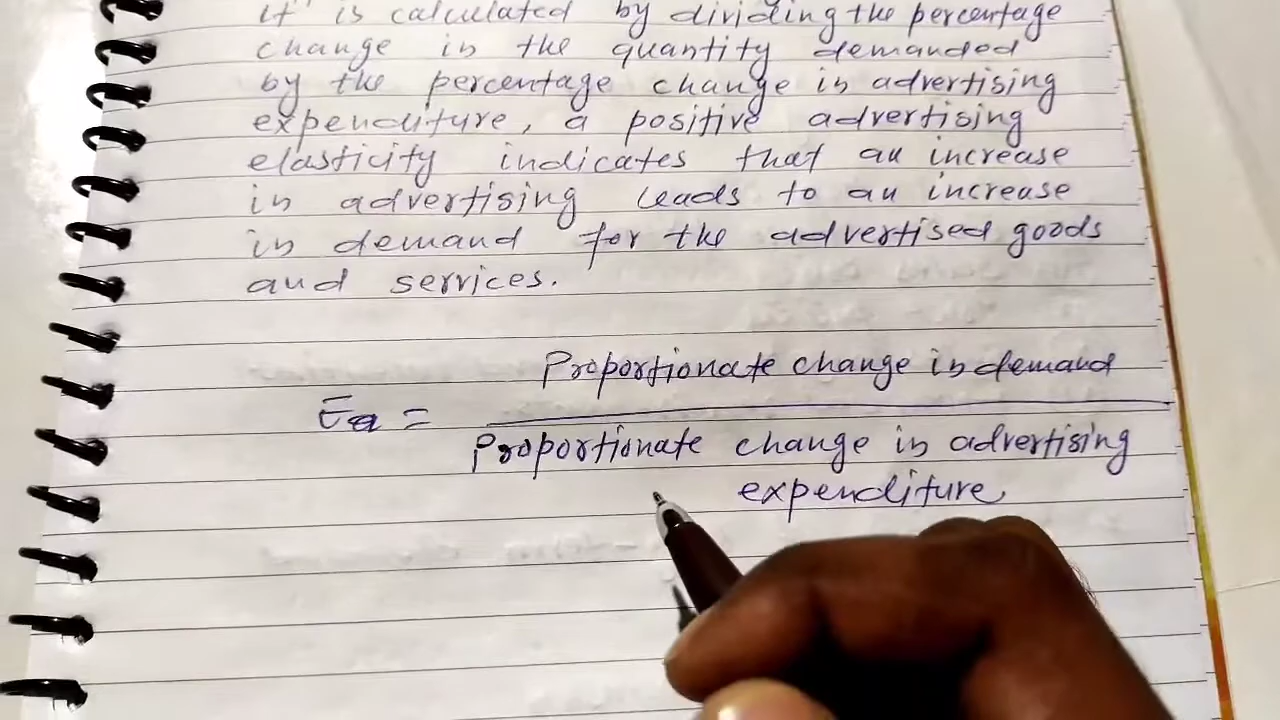 it is calculated by dividing the percentage
change in the quantity demanded
by the percentage change in advertising
expenditure, a positive advertising
elasticity indicates that an increase
in advertising leads to an increase
in demand for the advertised goods
and services.
Proportionate change in demand
Ea =
Proportionate change in advertising
expenditure